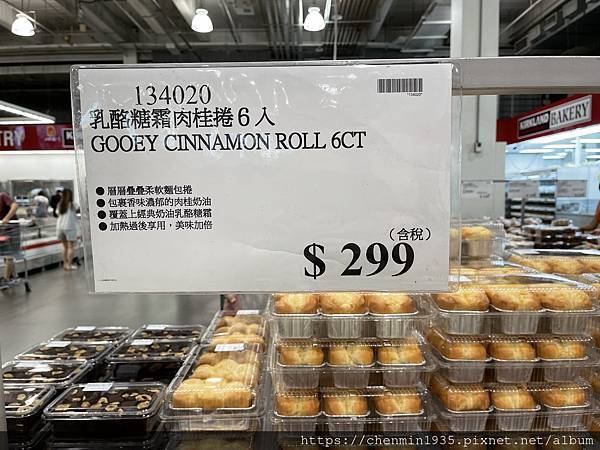 134020
*134020*
乳酪糖霜肉桂捲6入
GOOEY CINNAMON ROLL 6CT
●層層疊疊柔軟麵包捲
●包裹香味濃郁的肉桂奶油
●覆蓋上經典奶油乳酪糖霜
●加熱過後享用，美味加倍
(含稅)
$ 299
KIRKLAND BAKERY
https://chenmin1935.pixnet.net/album